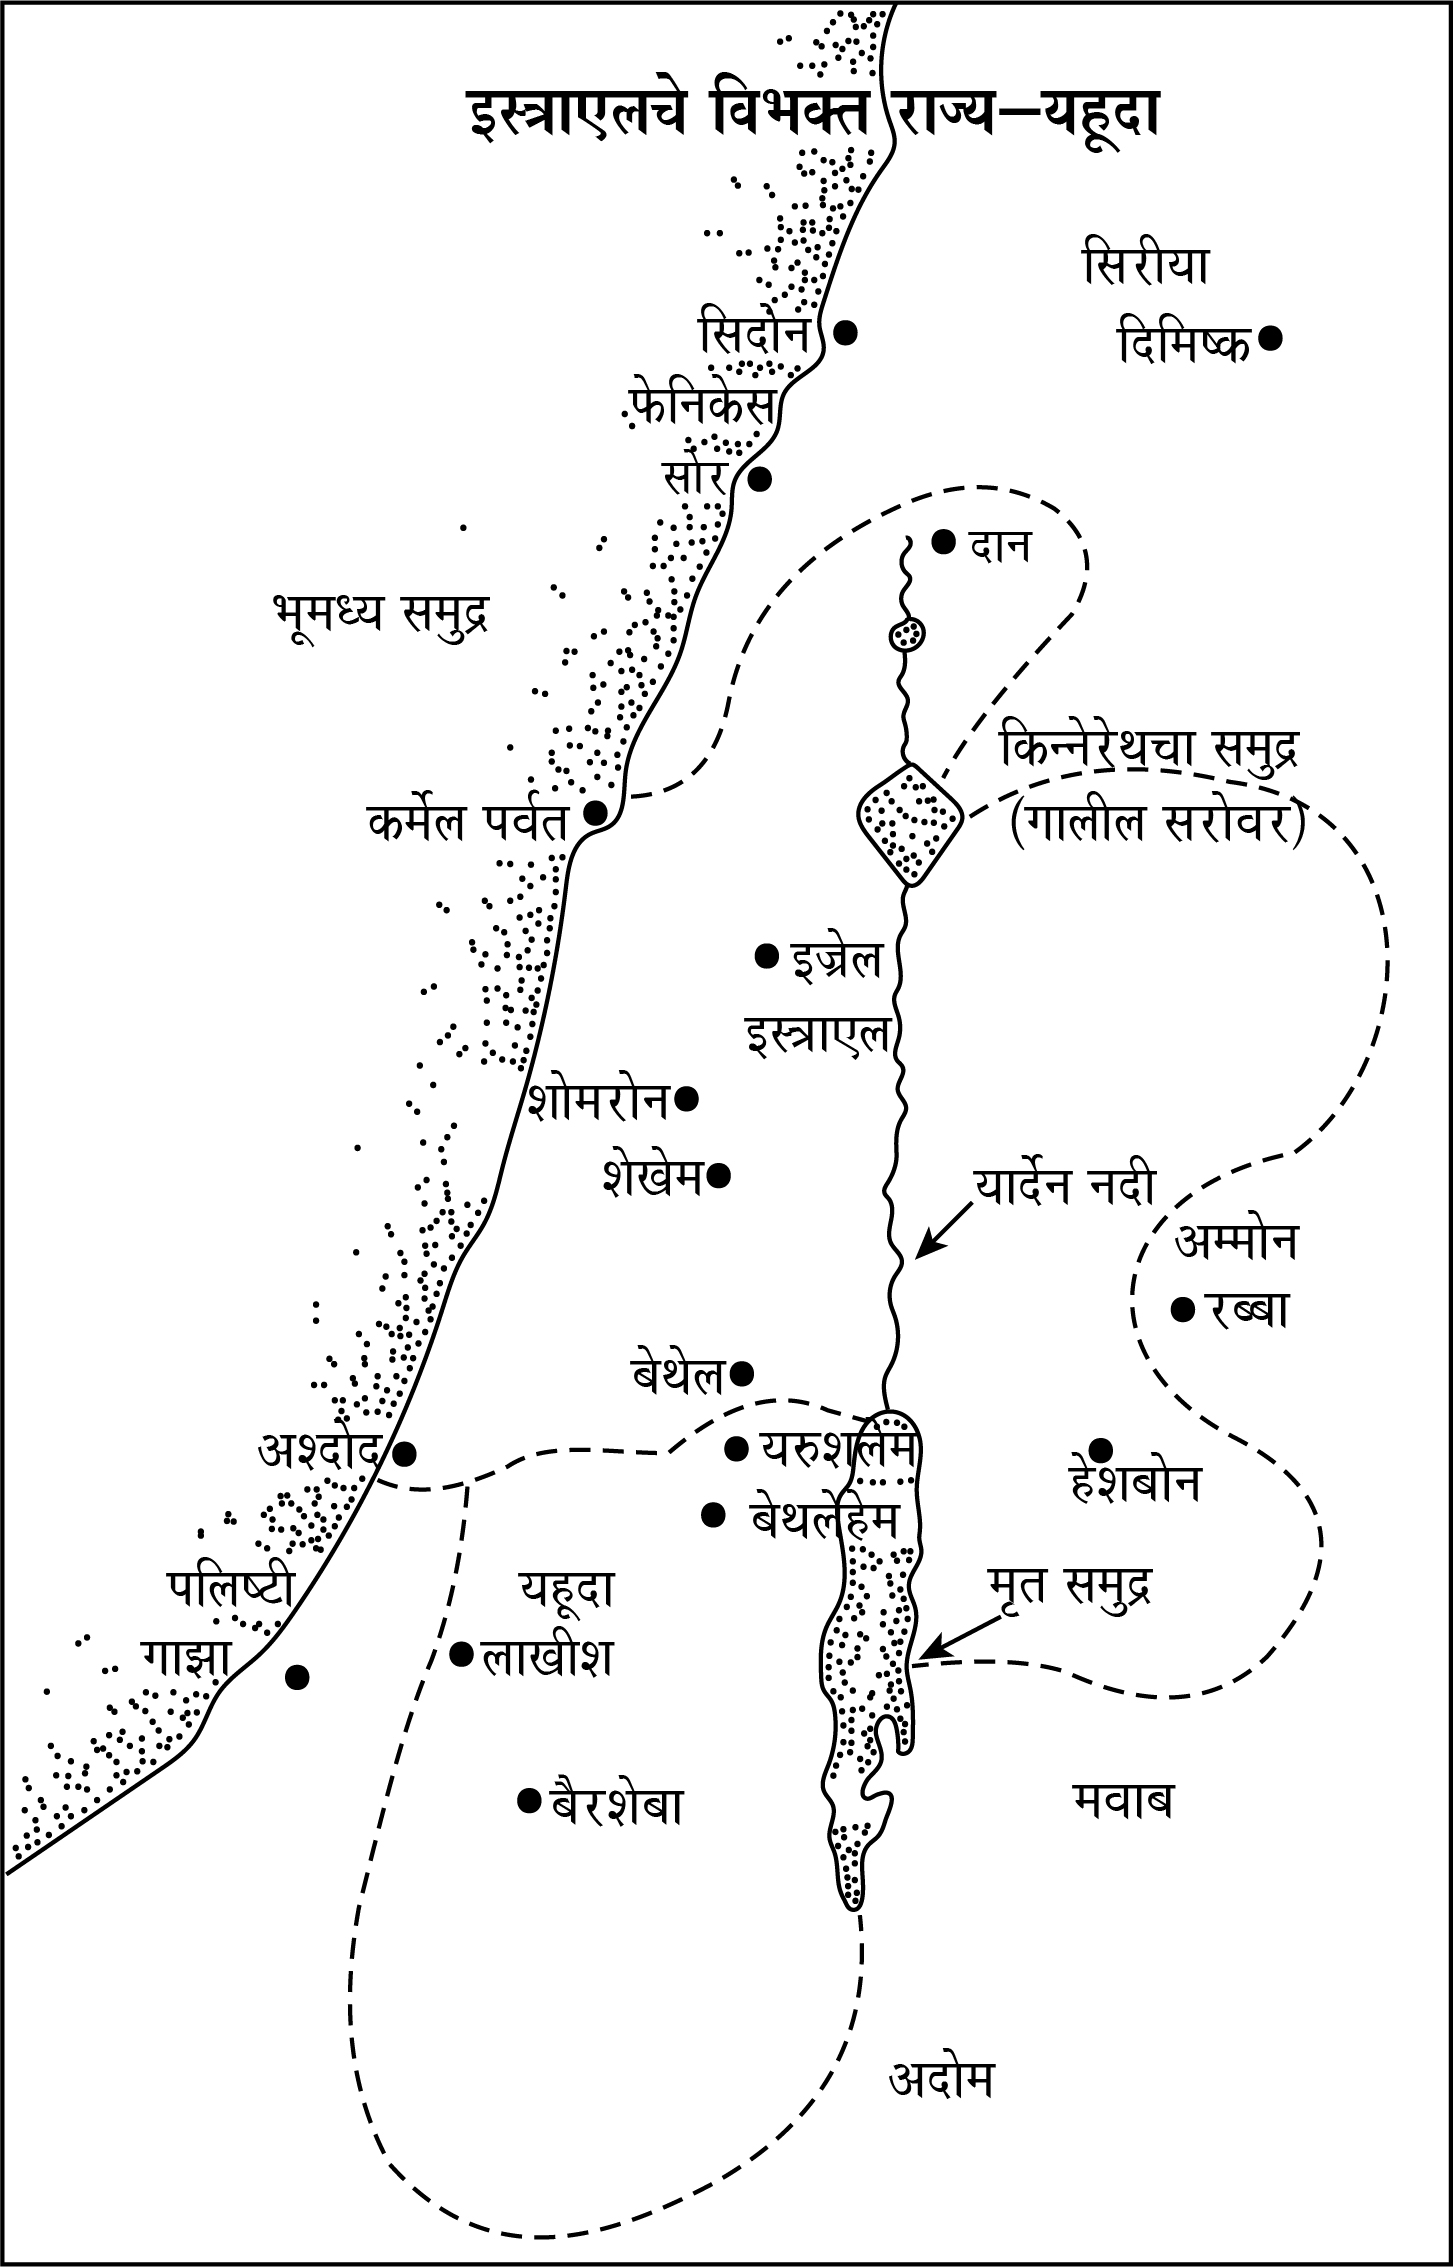 इस्त्राएलचे विभक्त राज्य–यहूदा
सिरीया
सिदोन
दिमिष्क
फेनिकेस
सोर
दान
भूमध्य समुद्र
किन्नेरेथचा समुद्र
(गालील सरोवर)
कर्मेल पर्वत
इज्रेल
इस्त्राएल
शोमरोन
शेखेम
यार्देन नदी
अम्मोन
रब्बा
बेथेल
अश्दोद
यरुशलेम
हेशबोन
बेथलेहेम
पलिष्टी
यहूदा
मृत समुद्र
गाझा
लाखीश
बैरशेबा
मवाब
अदोम